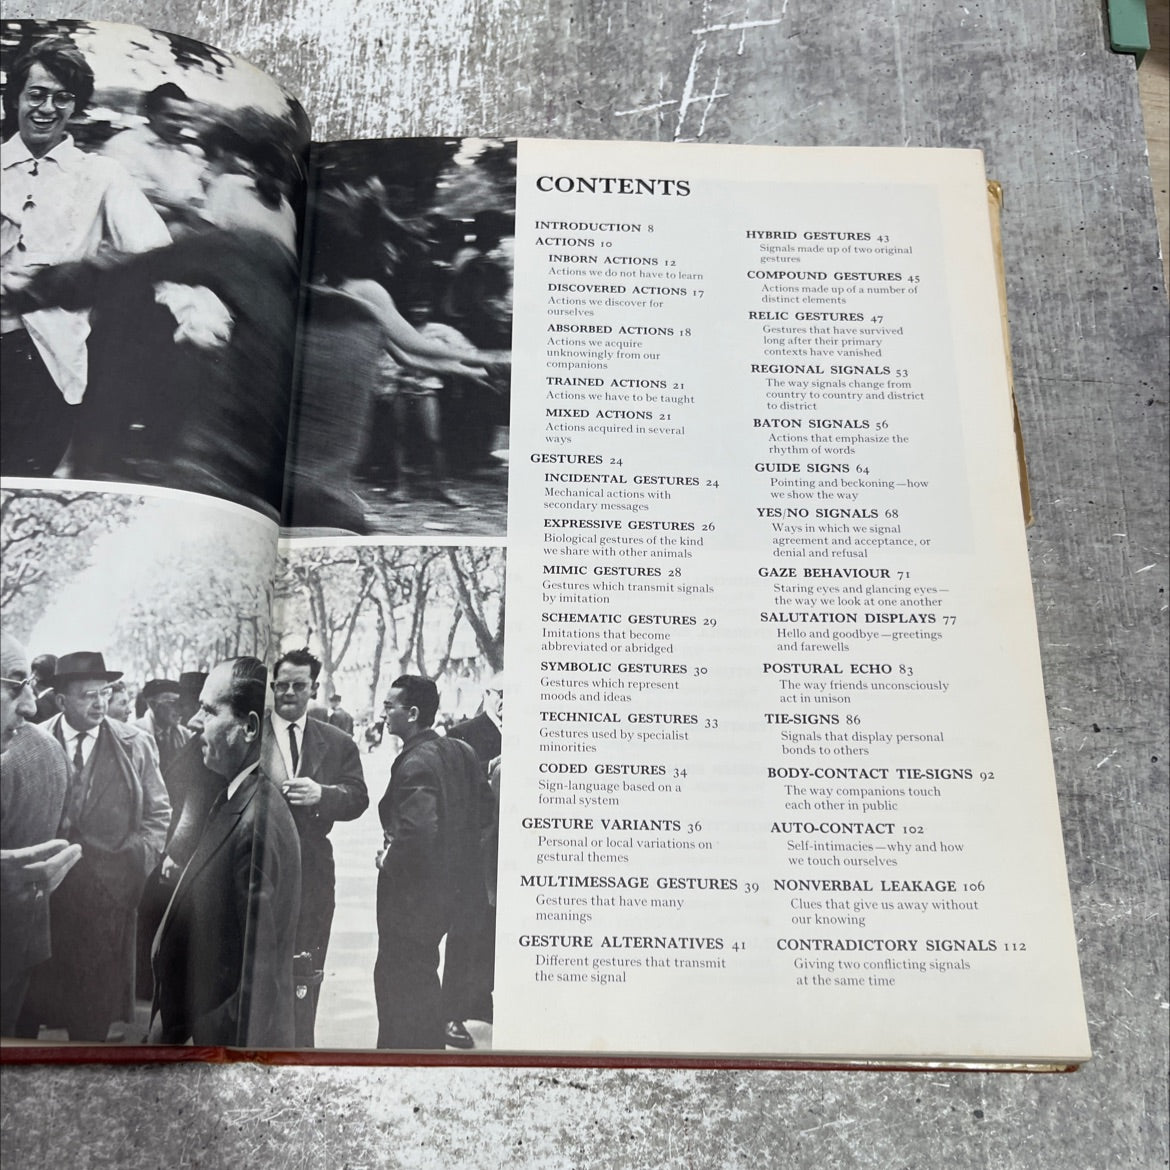 CONTENTS
INTRODUCTION 8
ACTIONS 10
INBORN ACTIONS 12
Actions we do not have to learn
DISCOVERED ACTIONS 17
Actions we discover for
ourselves
ABSORBED ACTIONS 18
Actions we acquire
unknowingly from our
companions
TRAINED ACTIONS 21
Actions we have to be taught
MIXED ACTIONS 21
Actions acquired in several
ways
GESTURES 24
INCIDENTAL GESTURES 24
Mechanical actions with
secondary messages
EXPRESSIVE GESTURES 26
Biological gestures of the kind
we share with other animals
MIMIC GESTURES 28
Gestures which transmit signals
by imitation
SCHEMATIC GESTURES 29
Imitations that become
abbreviated or abridged
SYMBOLIC GESTURES 30
Gestures which represent
moods and ideas
TECHNICAL GESTURES 33
Gestures used by specialist
minorities
CODED GESTURES 34
Sign-language based on a
formal system
GESTURE VARIANTS 36
Personal or local variations on
gestural themes
MULTIMESSAGE GESTURES 39
Gestures that have many
meanings
GESTURE ALTERNATIVES 41
Different gestures that transmit
the same signal
HYBRID GESTURES 43
Signals made up of two original
gestures
COMPOUND GESTURES 45
Actions made up of a number of
distinct elements
RELIC GESTURES 47
Gestures that have survived
long after their primary
contexts have vanished
REGIONAL SIGNALS 53
The way signals change from
country to country and district
to district
BATON SIGNALS 56
Actions that emphasize the
rhythm of words
GUIDE SIGNS 64
Pointing and beckoning—how
we show the way
YES/NO SIGNALS 68
Ways in which we signal
agreement and acceptance, or
denial and refusal
GAZE BEHAVIOUR 71
Staring eyes and glancing eyes—
the way we look at one another
SALUTATION DISPLAYS 77
Hello and goodbye—greetings
and farewells
POSTURAL ECHO 83
The way friends unconsciously
act in unison
TIE-SIGNS 86
Signals that display personal
bonds to others
BODY-CONTACT TIE-SIGNS 92
The way companions touch
each other in public
AUTO-CONTACT 102
Self-intimacies—why and how
we touch ourselves
NONVERBAL LEAKAGE 106
Clues that give us away without
our knowing
CONTRADICTORY SIGNALS 112
Giving two conflicting signals
at the same time